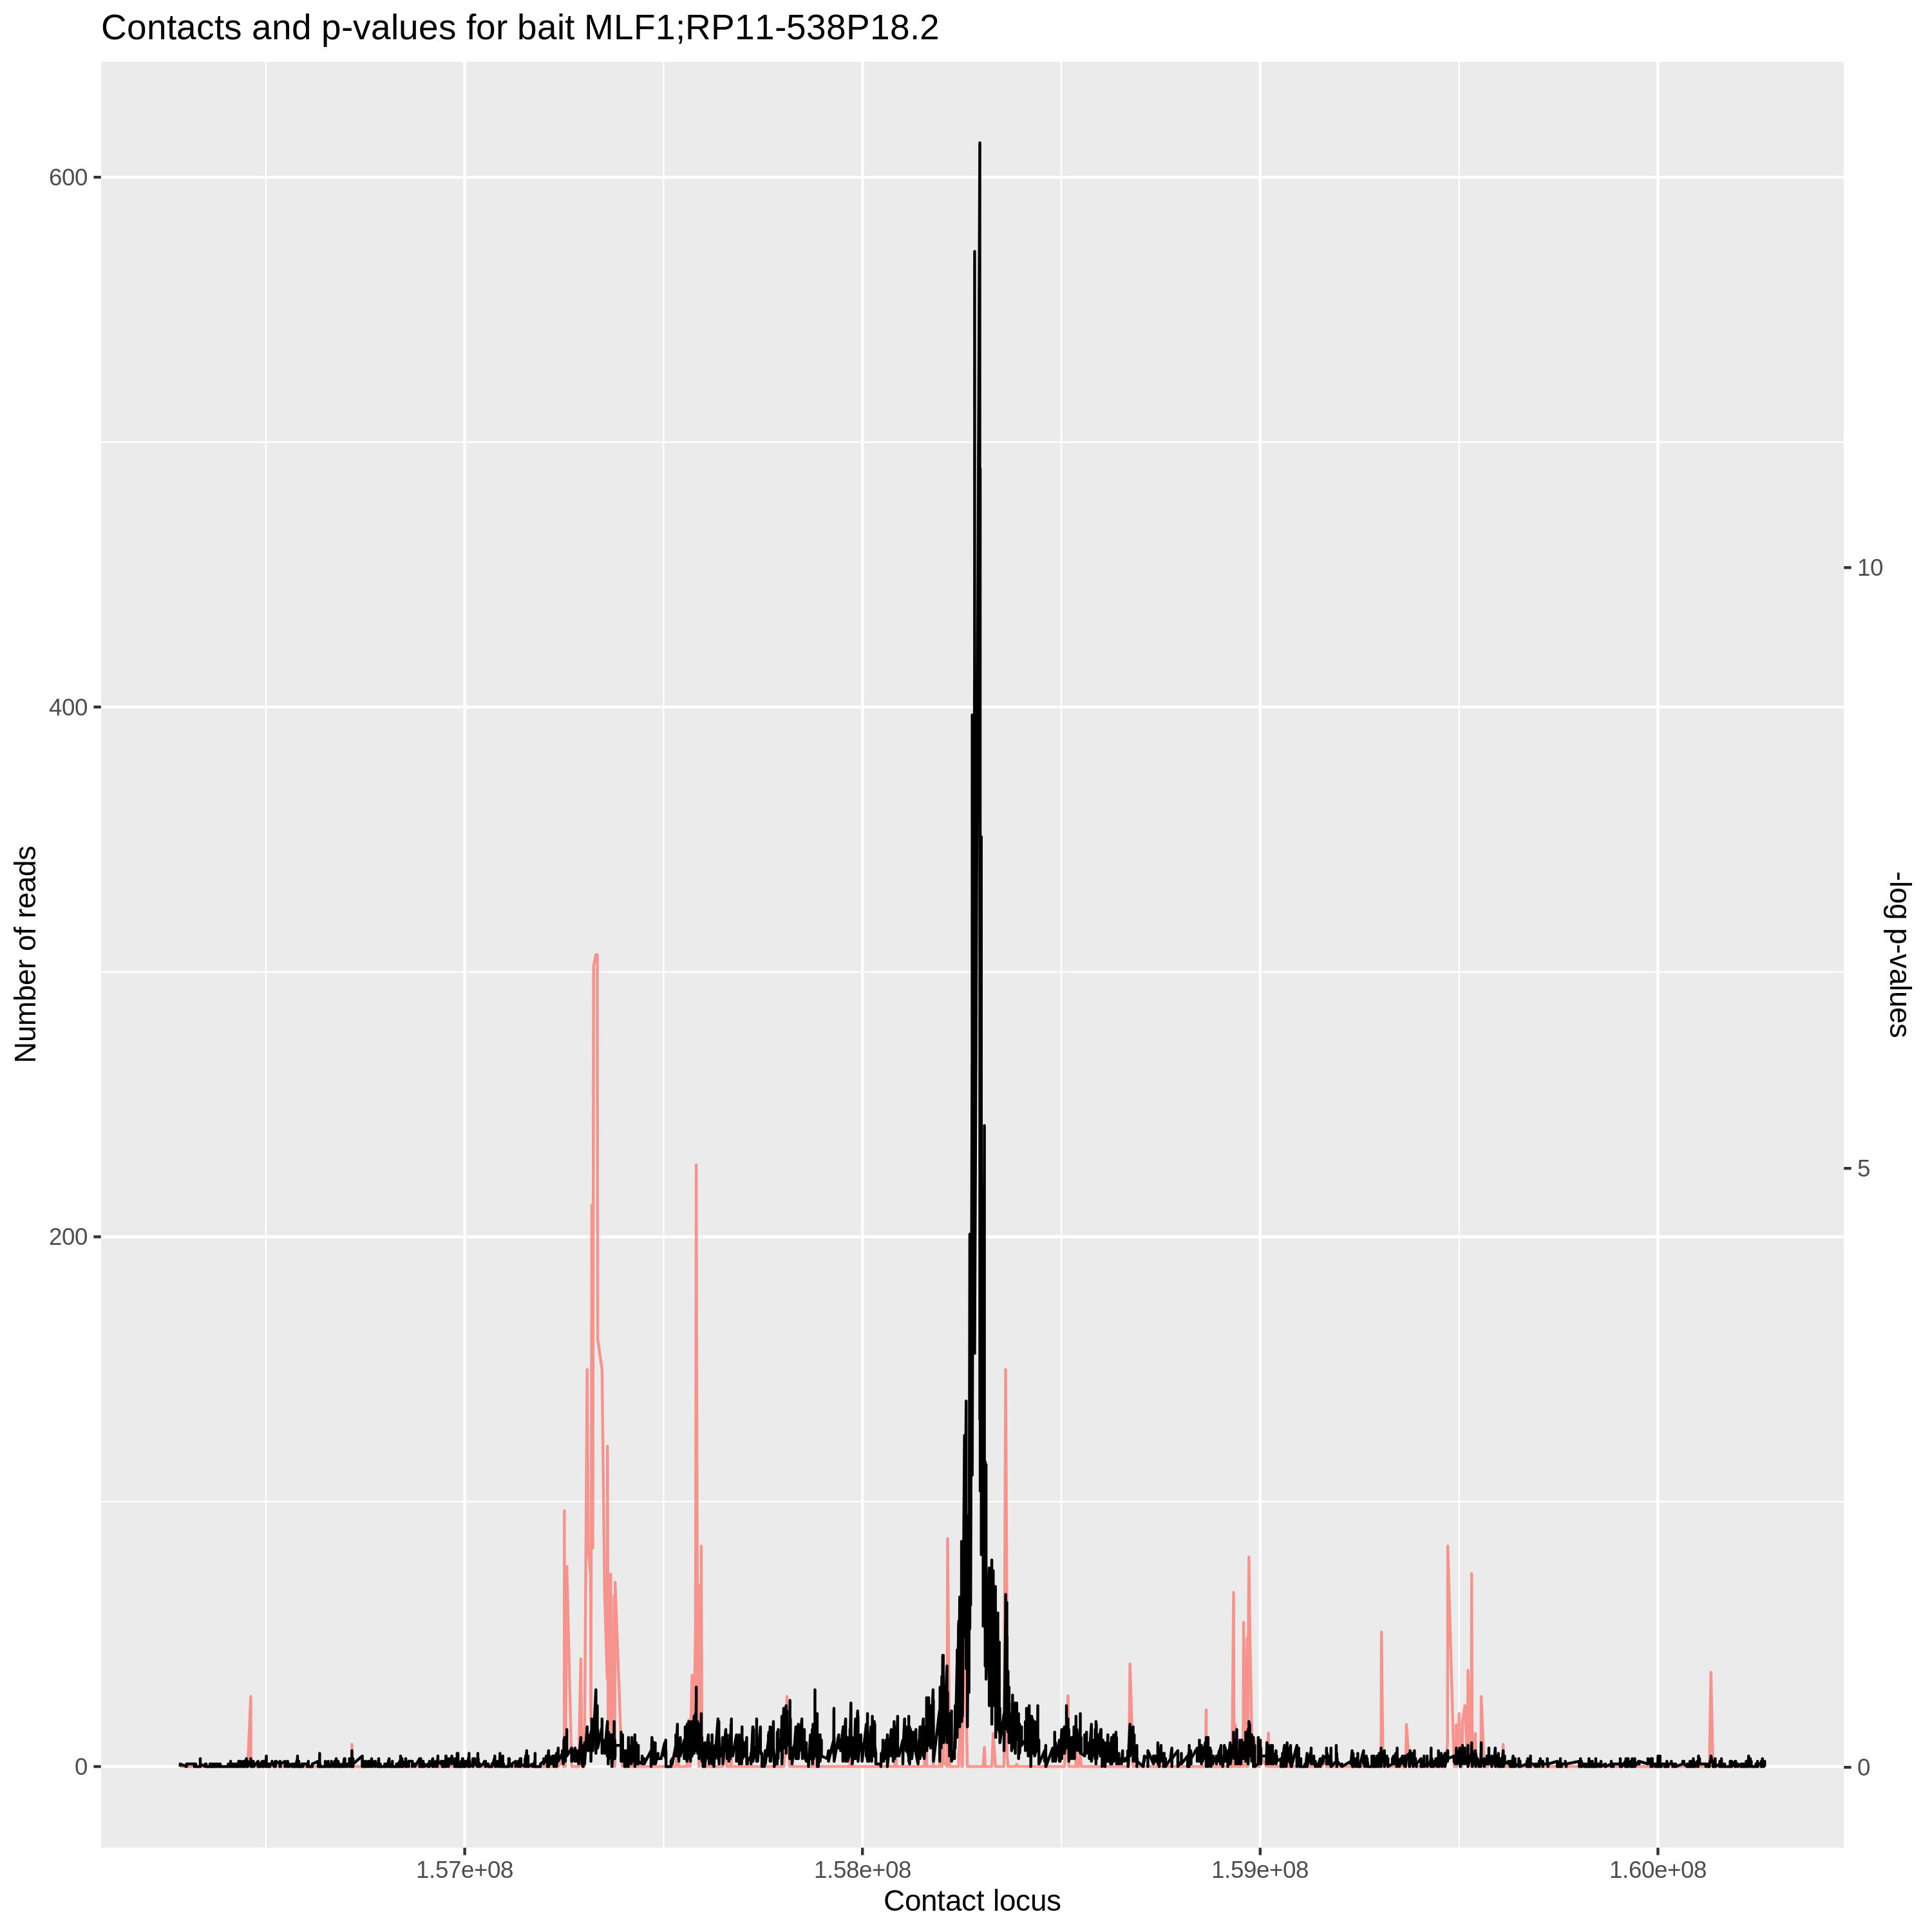 Contacts and p-values for bait MLF1;RP11-538P18.2
600
400
200
0
Number of reads
10
5
0
-log p-values
1.57e+08 1.58e+08 1.59e+08 1.60e+08
Contact locus